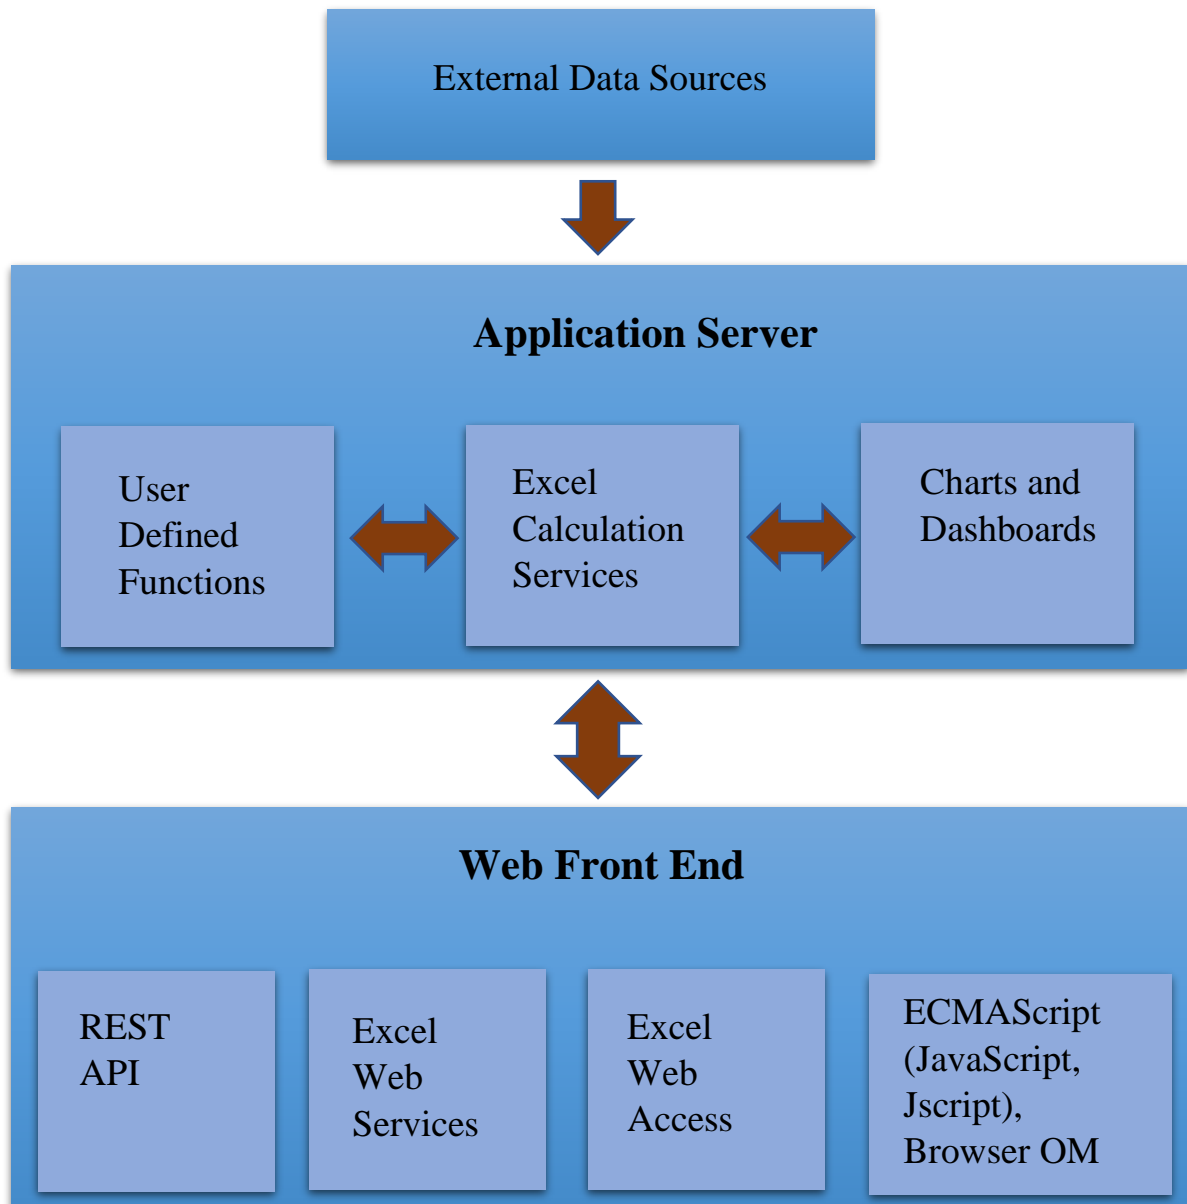 External Data Sources
Application Server
User
Defined
Functions
Excel
Calculation
Services
Charts and
Dashboards
Web Front End
REST
API
Excel
Web
Services
Excel
Web
Access
ECMAScript
(JavaScript,
Jscript),
Browser OM